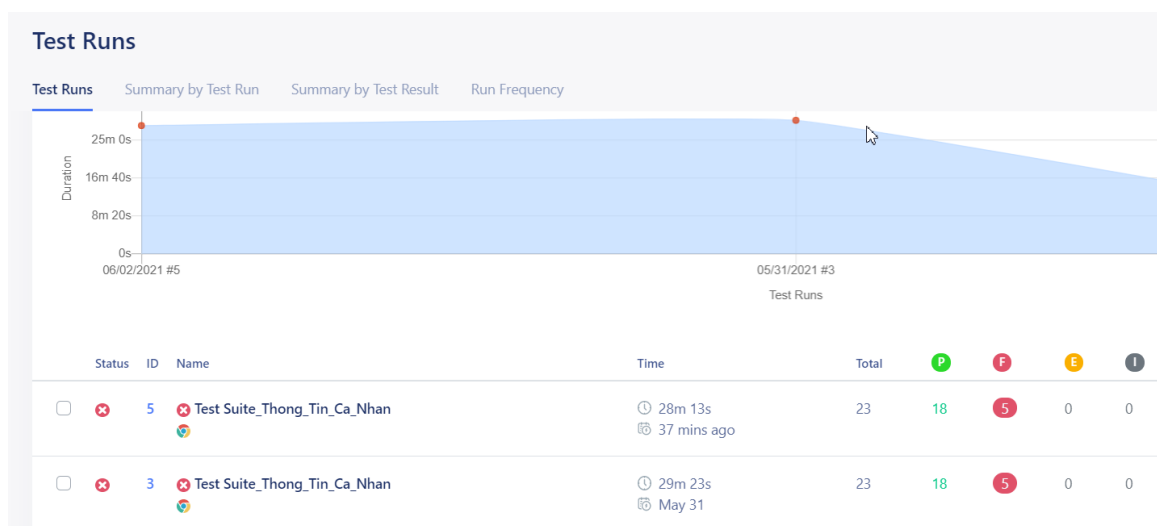 Test Runs
Test Runs Summary by Test Run Summary by Test Result Run Frequency
25m 0s
Duration
16m 40s
8m 20s
0s
06/02/2021 #5 05/31/2021 #3
Test Runs
Status ID Name Time Total P F E I
5 Test Suite_Thong_Tin_Ca_Nhan 28m 13s 23 18 5 0 0
37 mins ago
3 Test Suite_Thong_Tin_Ca_Nhan 29m 23s 23 18 5 0 0
May 31